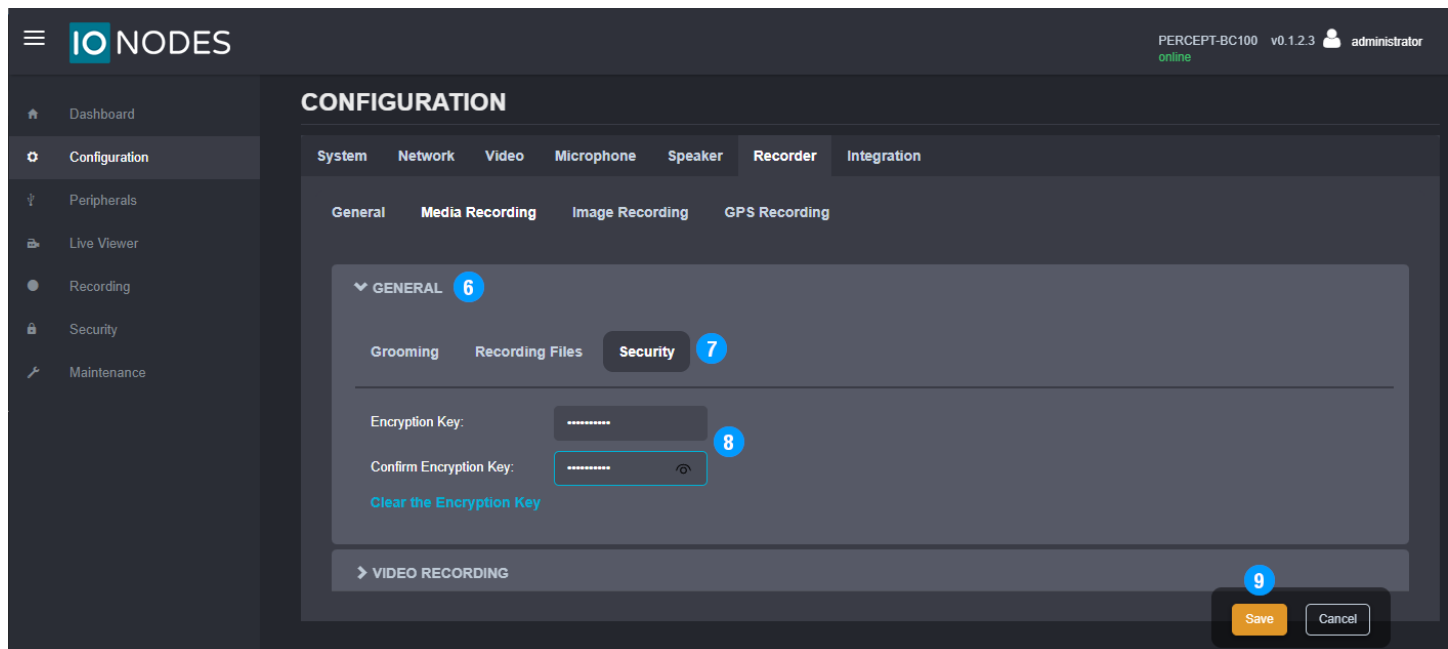 IO NODES
PERCEPT-BC100 v0.1.2.3 administrator
online
Dashboard
Configuration
Peripherals
Live Viewer
Recording
Security
Maintenance
CONFIGURATION
System Network Video Microphone Speaker Recorder Integration
General Media Recording Image Recording GPS Recording
GENERAL 6
Grooming Recording Files Security 7
Encryption Key: ••••••••••
8
Confirm Encryption Key: ••••••••••
Clear the Encryption Key
VIDEO RECORDING
9
Save Cancel